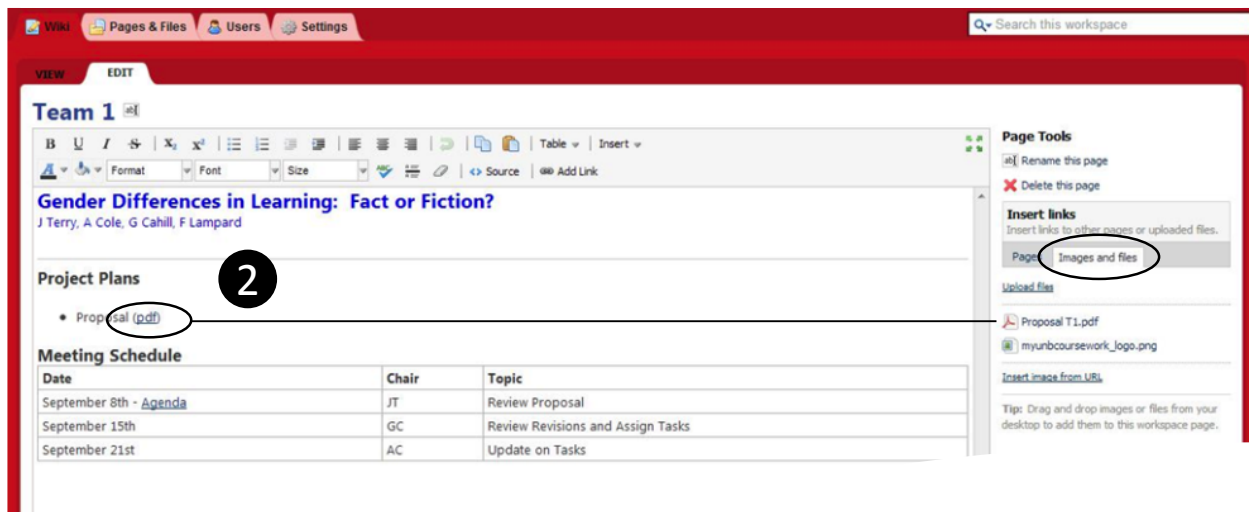 Wiki Pages & Files Users Settings
Search this workspace
VIEW EDIT
Team 1
B U I S X₂ x² Table Insert
A Format Font Size Source Add Link
Gender Differences in Learning: Fact or Fiction?
J Terry, A Cole, G Cahill, F Lampard
Project Plans
2
• Proposal (pdf)
Meeting Schedule
Date Chair Topic
September 8th - Agenda JT Review Proposal
September 15th GC Review Revisions and Assign Tasks
September 21st AC Update on Tasks
Page Tools
Rename this page
Delete this page
Insert links
Insert links to other pages or uploaded files.
Pages Images and files
Upload files
Proposal T1.pdf
myunbcoursework_logo.png
Insert image from URL
Tip: Drag and drop images or files from your
desktop to add them to this workspace page.